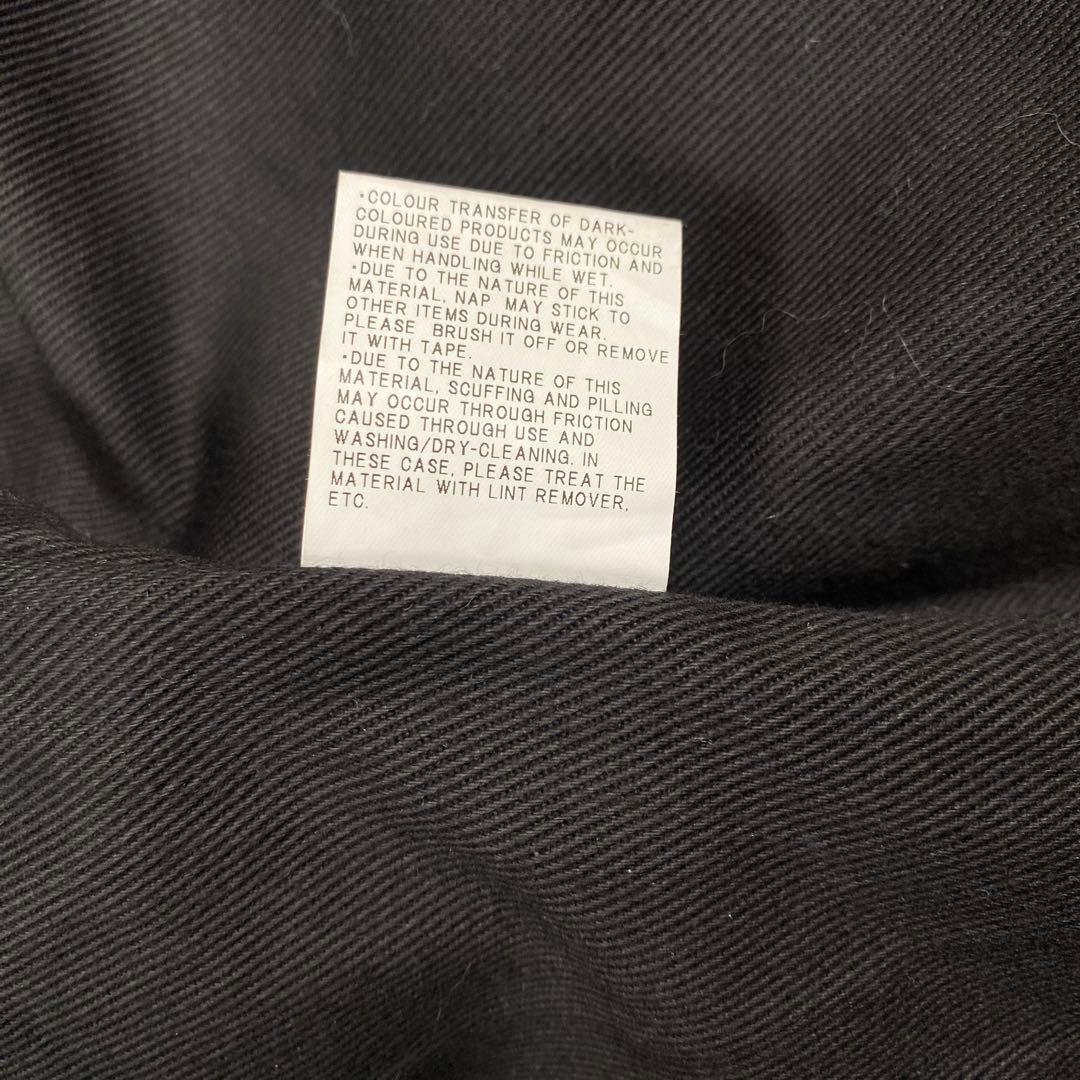 ·COLOUR TRANSFER OF DARK-
COLOURED PRODUCTS MAY OCCUR
DURING USE DUE TO FRICTION AND
WHEN HANDLING WHILE WET.
·DUE TO THE NATURE OF THIS
MATERIAL, NAP MAY STICK TO
OTHER ITEMS DURING WEAR.
PLEASE BRUSH IT OFF OR REMOVE
IT WITH TAPE.
·DUE TO THE NATURE OF THIS
MATERIAL, SCUFFING AND PILLING
MAY OCCUR THROUGH FRICTION
CAUSED THROUGH USE AND
WASHING/DRY-CLEANING. IN
THESE CASE, PLEASE TREAT THE
MATERIAL WITH LINT REMOVER,
ETC.